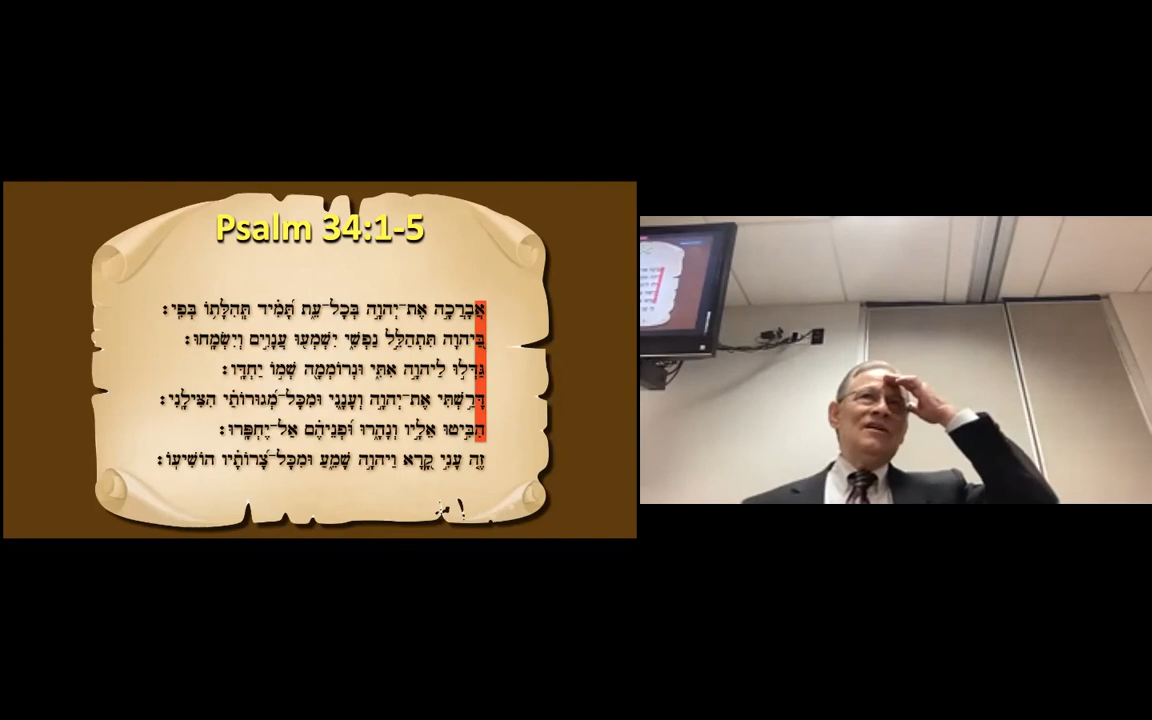 Psalm 34:1-5
אֲבָרֲכָה אֶת־יְהוָה בְּכָל־עֵת תָּמִיד תְּהִלָּתוֹ בְּפִי׃
בַּיהוָה תִּתְהַלֵּל נַפְשִׁי יִשְׁמְעוּ עֲנָוִים וְיִשְׂמָחוּ׃
גַּדְּלוּ לַיהוָה אִתִּי וּנְרוֹמְמָה שְׁמוֹ יַחְדָּו׃
דָּרַשְׁתִּי אֶת־יְהוָה וְעָנָנִי וּמִכָּל־מְגוּרוֹתַי הִצִּילָנִי׃
הִבִּיטוּ אֵלָיו וְנָהָרוּ וּפְנֵיהֶם אַל־יֶחְפָּרוּ׃
זֶה עָנִי קָרָא וַיהוָה שָׁמֵעַ וּמִכָּל־צָרוֹתָיו הוֹשִׁיעוֹ׃